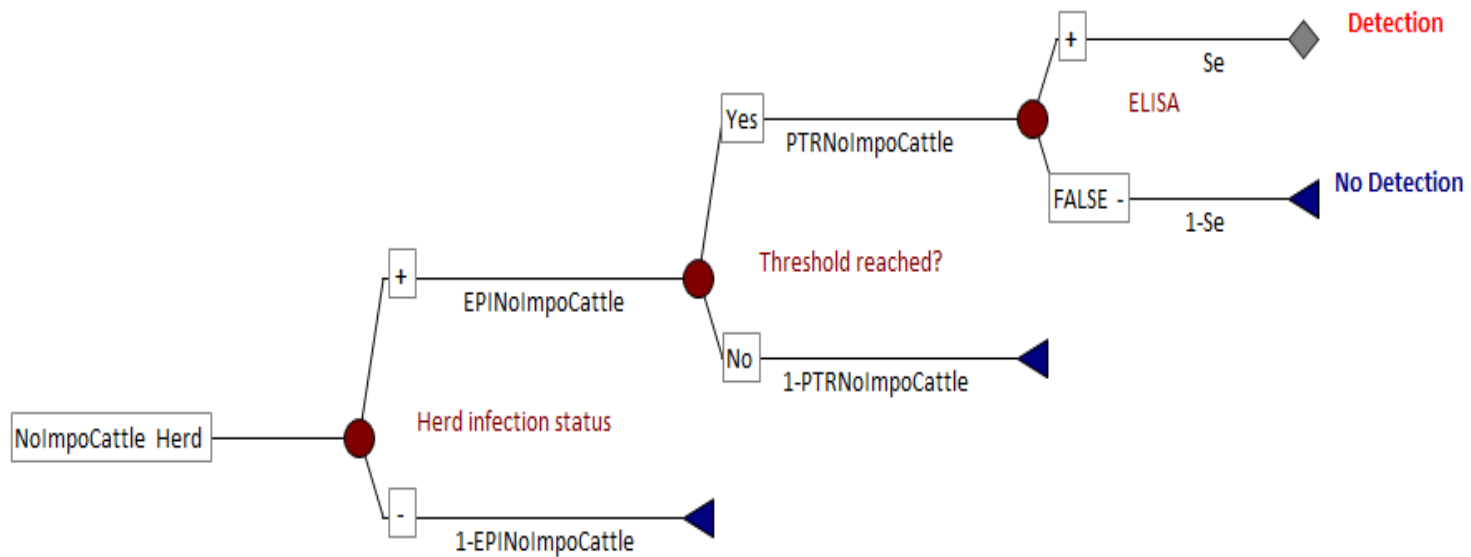 Detection
+
Se
ELISA
Yes
PTRNoImpoCattle
No Detection
FALSE -
1-Se
+
EPINoImpoCattle
Threshold reached?
No
1-PTRNoImpoCattle
NoImpoCattle Herd
Herd infection status
-
1-EPINoImpoCattle